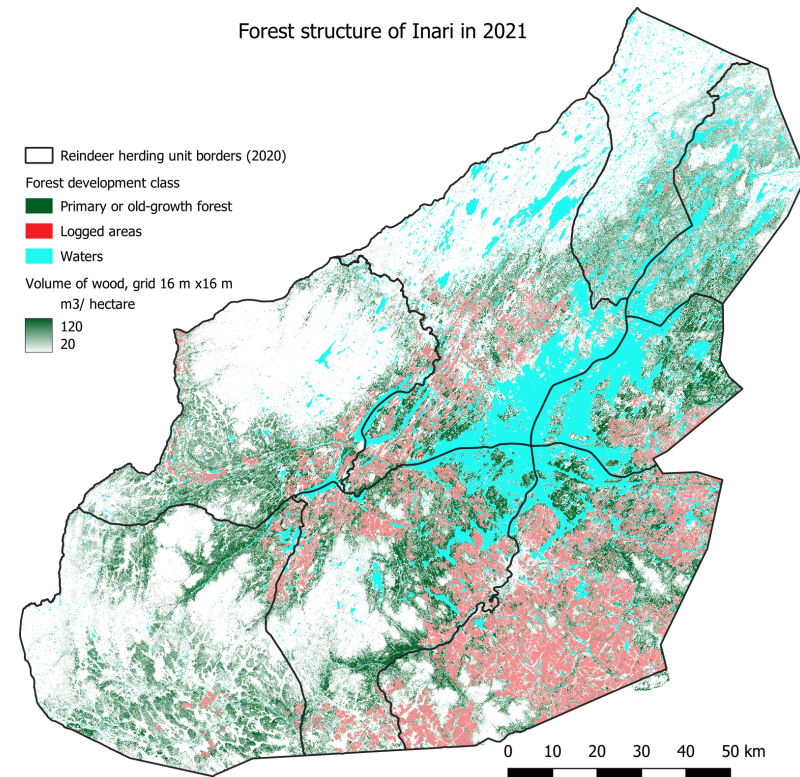 Forest structure of Inari in 2021
Reindeer herding unit borders (2020)
Forest development class
Primary or old-growth forest
Logged areas
Waters
Volume of wood, grid 16 m x16 m
m3/ hectare
120
20
0 10 20 30 40 50 km